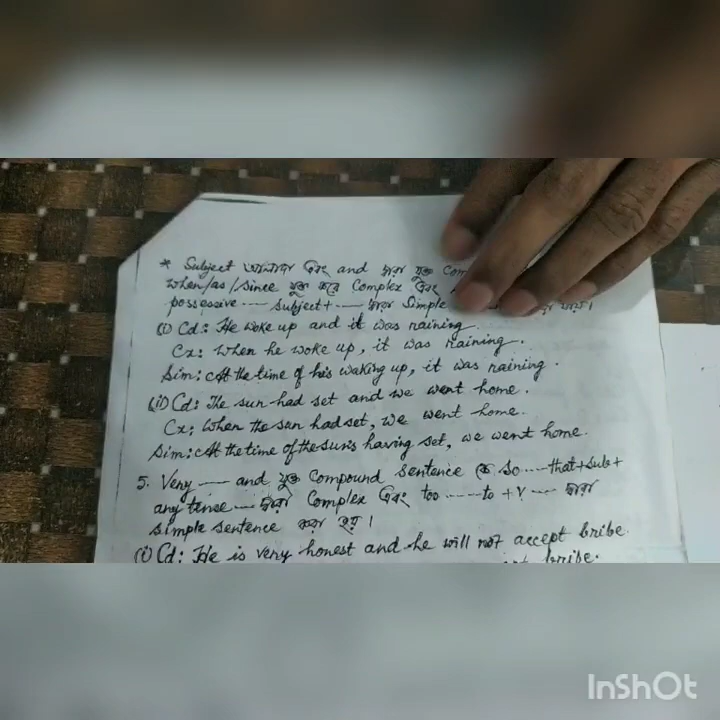 * Subject আলাদা এবং and দ্বারা যুক্ত Com
when/as/since যুক্ত করে Complex এবং
possessive ---- subject + ---- দ্বারা Simple যায়।
(i) Cd: He woke up and it was raining.
Cx: When he woke up, it was raining.
Sim: At the time of his waking up, it was raining.
(ii) Cd: The sun had set and we went home.
Cx: When the sun had set, we went home.
Sim: At the time of the sun's having set, we went home.
5. Very —— and যুক্ত Compound sentence কে so ---- that + sub +
any tense --- দ্বারা Complex এবং too ---- to + V --- দ্বারা
simple sentence করা হয়।
(i) Cd: He is very honest and he will not accept bribe.
bribe.
InShOt